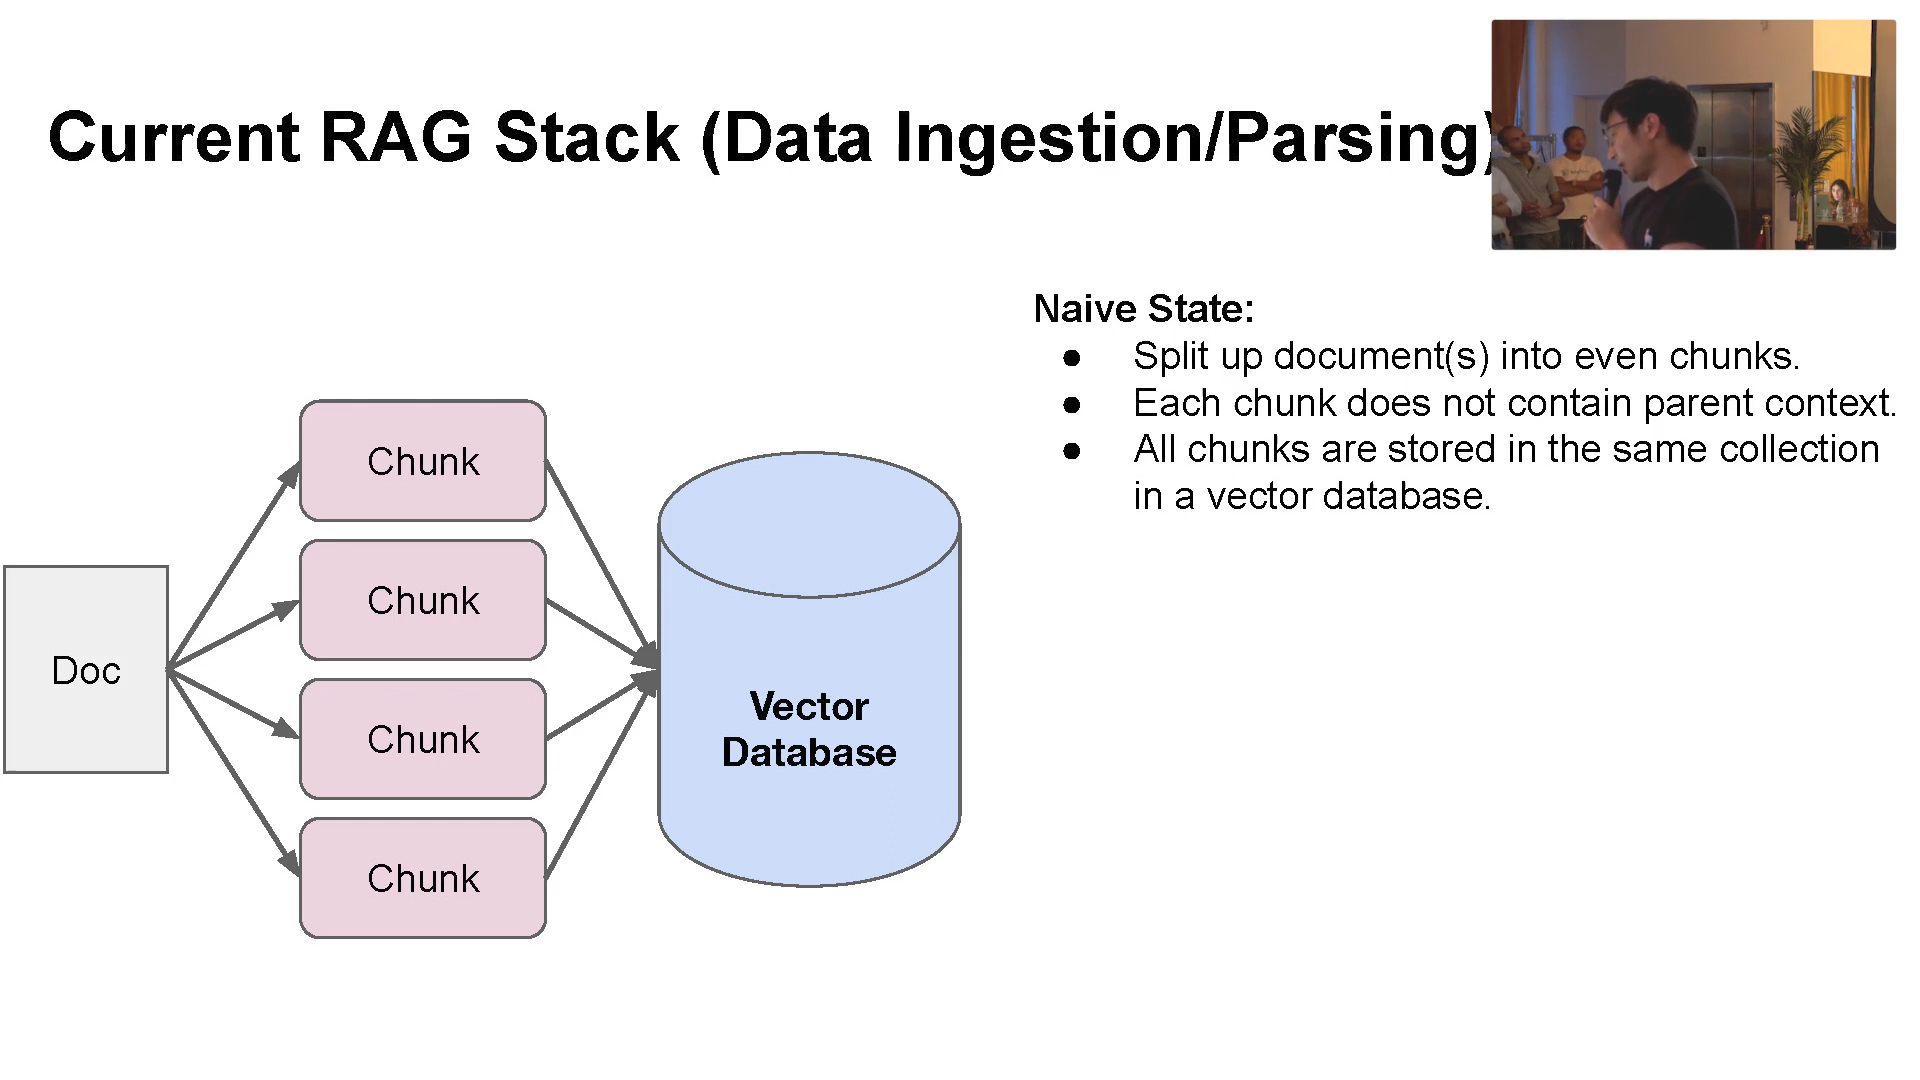 Current RAG Stack (Data Ingestion/Parsing)
Naive State:
● Split up document(s) into even chunks.
● Each chunk does not contain parent context.
● All chunks are stored in the same collection
in a vector database.
Doc
Chunk
Chunk
Chunk
Chunk
Vector
Database